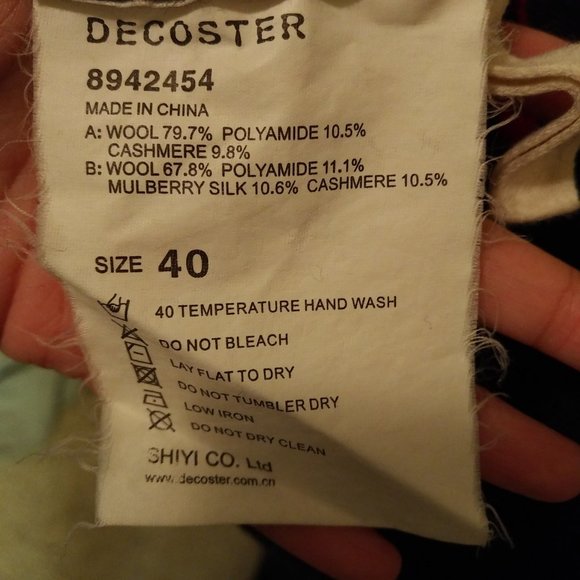 DECOSTER
8942454
MADE IN CHINA
A: WOOL 79.7% POLYAMIDE 10.5%
CASHMERE 9.8%
B: WOOL 67.8% POLYAMIDE 11.1%
MULBERRY SILK 10.6% CASHMERE 10.5%
SIZE 40
40 TEMPERATURE HAND WASH
DO NOT BLEACH
LAY FLAT TO DRY
DO NOT TUMBLER DRY
LOW IRON
DO NOT DRY CLEAN
SHIYI CO. Ltd
www.decoster.com.cn